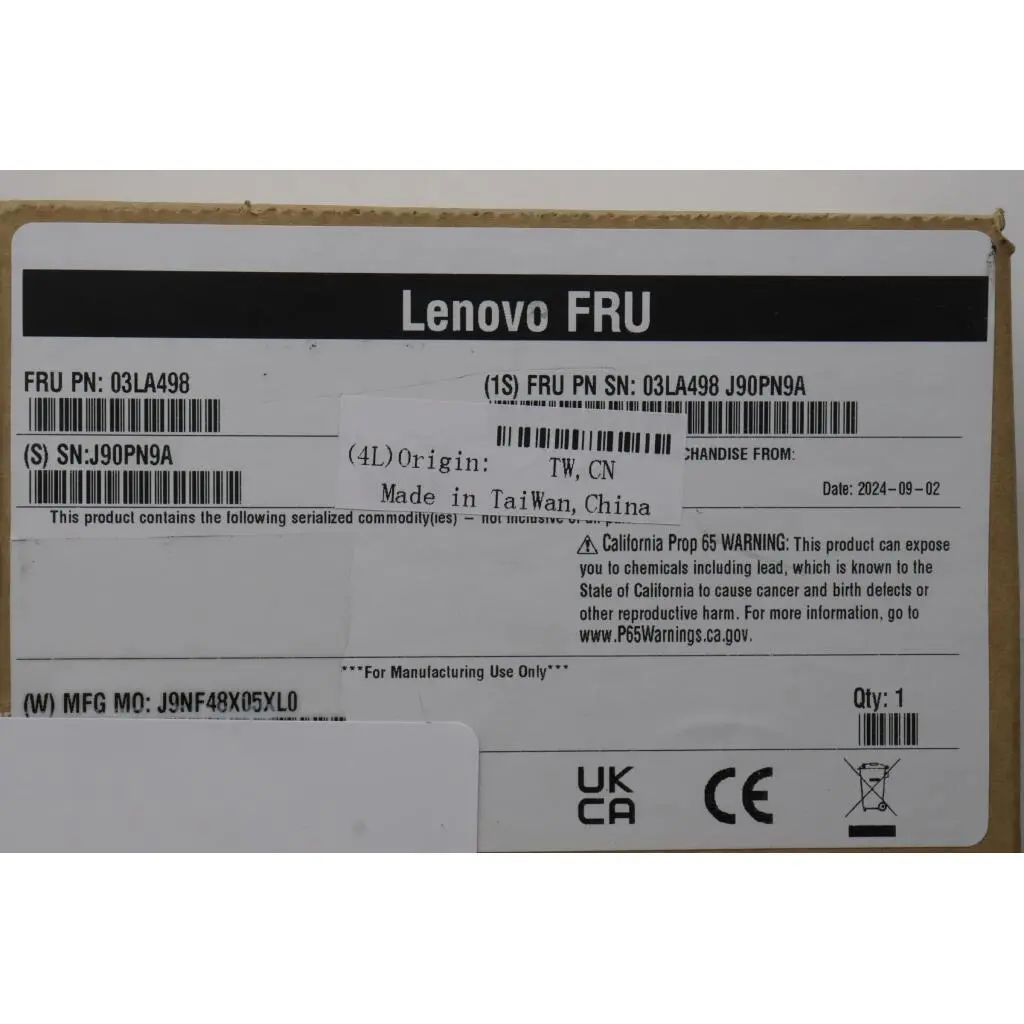 Lenovo FRU
FRU PN: 03LA498
(1S) FRU PN SN: 03LA498 J90PN9A
(S) SN:J90PN9A
(4L)Origin:
TW,CN
Made in TaiWan,China
CHANDISE FROM:
Date: 2024-09-02
This product contains the following serialized commodity(ies) – not inclusive of all
⚠ California Prop 65 WARNING: This product can expose
you to chemicals including lead, which is known to the
State of California to cause cancer and birth defects or
other reproductive harm. For more information, go to
www.P65Warnings.ca.gov.
***For Manufacturing Use Only***
(W) MFG MO: J9NF48X05XL0
Qty: 1
UK
CA
CE